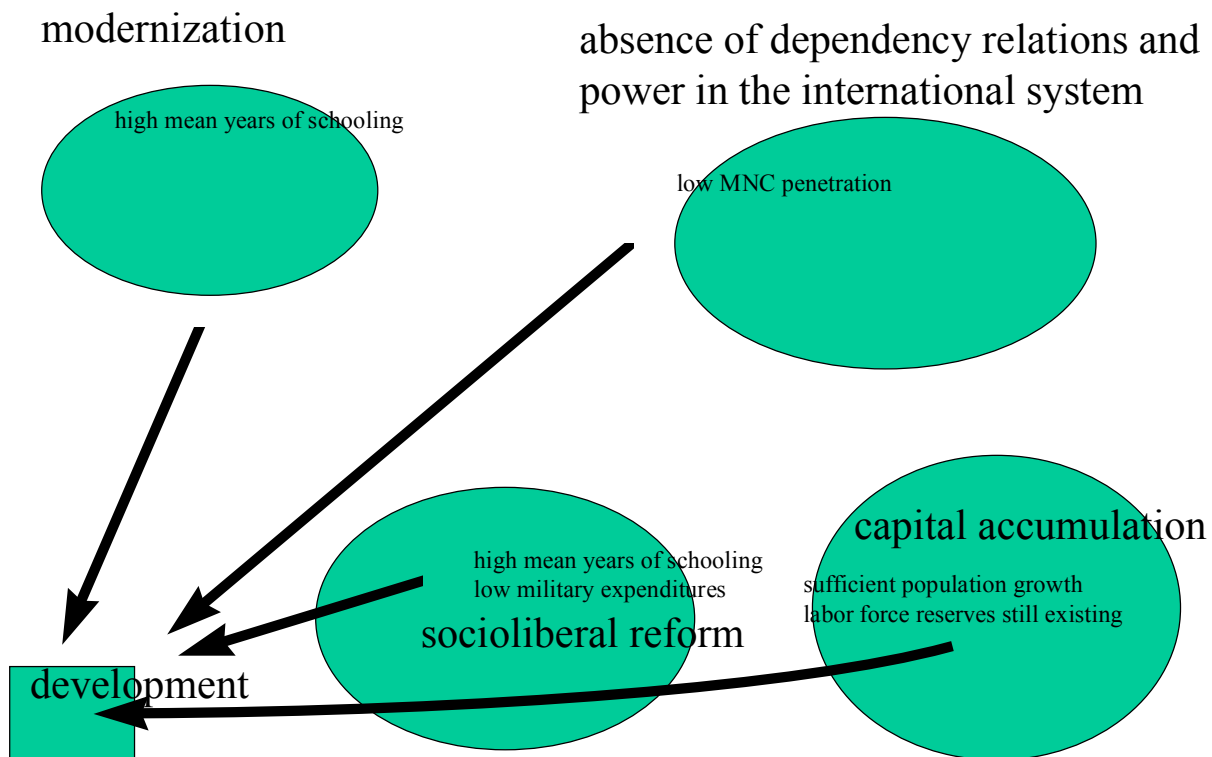 modernization
high mean years of schooling
absence of dependency relations and
power in the international system
low MNC penetration
high mean years of schooling
low military expenditures
socioliberal reform
capital accumulation
sufficient population growth
labor force reserves still existing
development